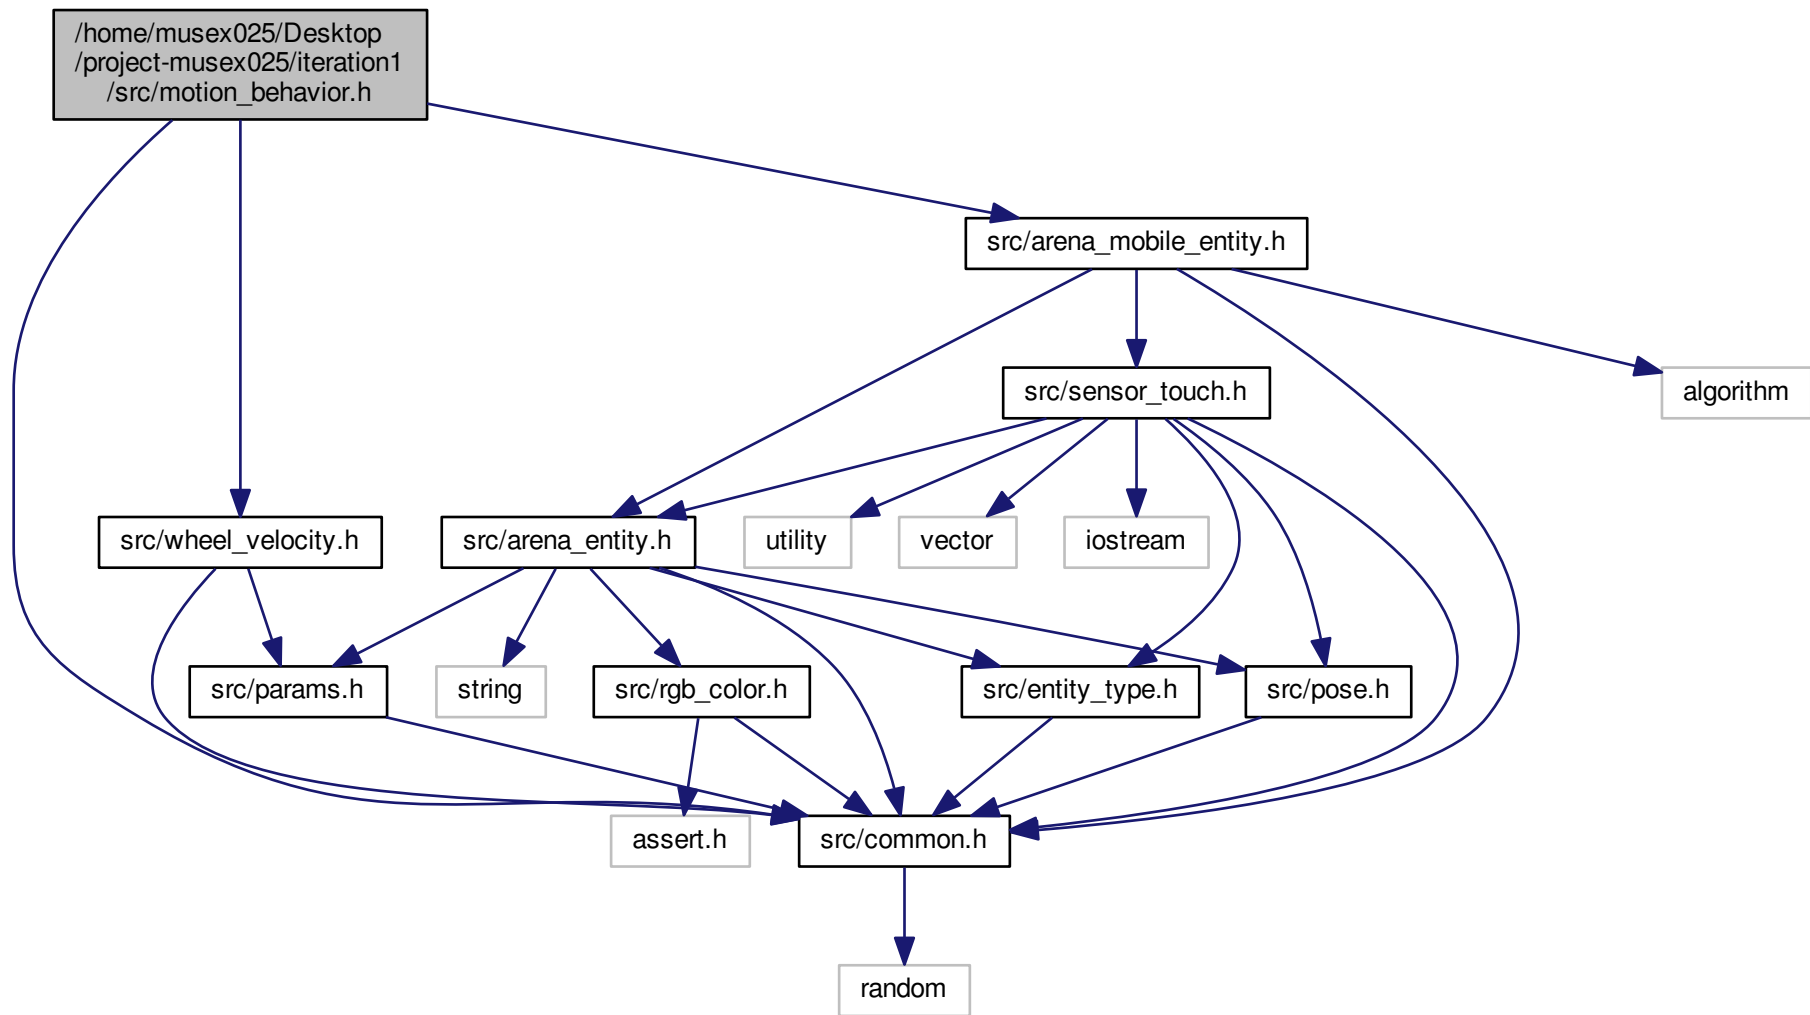 /home/musex025/Desktop
/project-musex025/iteration1
/src/motion_behavior.h
src/arena_mobile_entity.h
src/sensor_touch.h
algorithm
src/wheel_velocity.h
src/arena_entity.h
utility
vector
iostream
src/params.h
string
src/rgb_color.h
src/entity_type.h
src/pose.h
assert.h
src/common.h
random